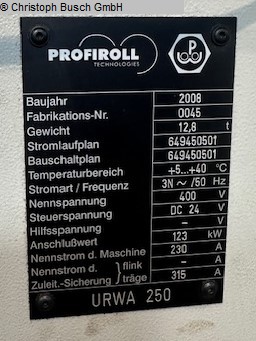 © Christoph Busch GmbH
PROFIROLL
TECHNOLOGIES
P
Baujahr 2008
Fabrikations-Nr. 0045
Gewicht 12,8 t
Stromlaufplan 649450501
Bauschaltplan 649450501
Temperaturbereich +5...+40 °C
Stromart / Frequenz 3N ~ /50 Hz
Nennspannung 400 V
Steuerspannung DC 24 V
Hilfsspannung V
Anschlußwert 123 kW
Nennstrom d. Maschine 230 A
Nennstrom d. flink A
Zuleit.-Sicherung träge 315 A
URWA 250